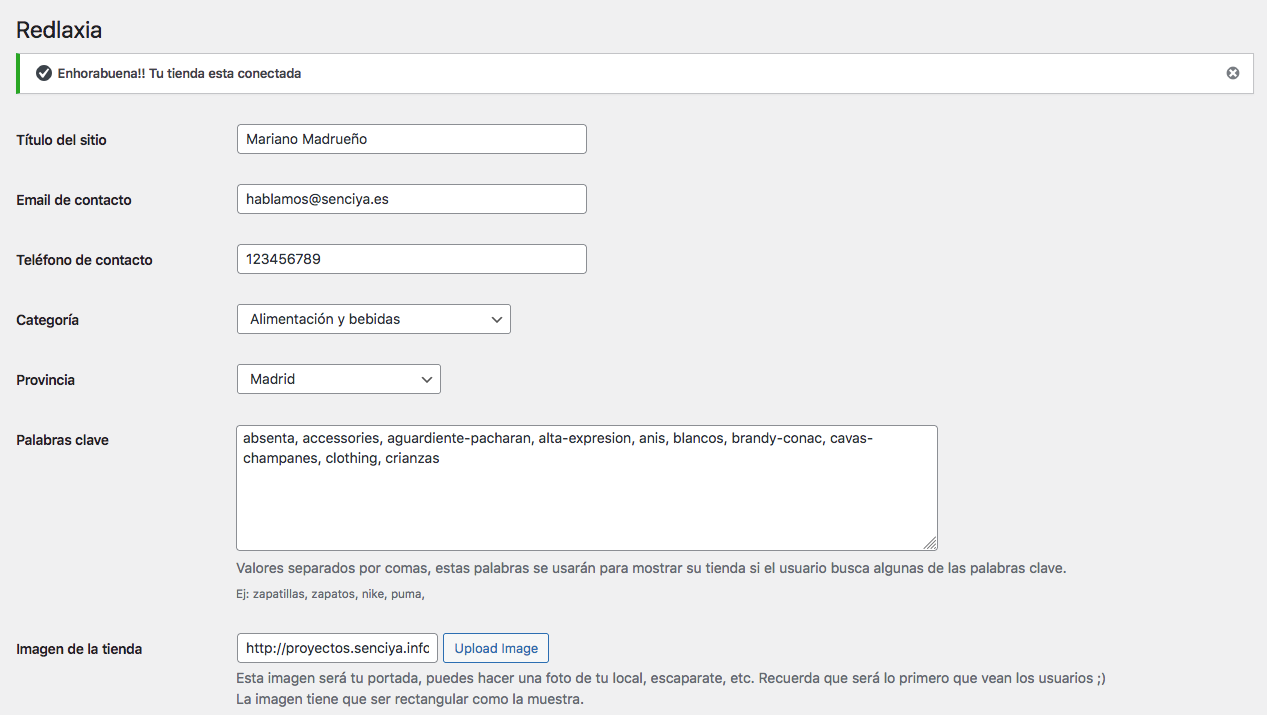 Redlaxia
Enhorabuena!! Tu tienda esta conectada
Título del sitio
Mariano Madrueño
Email de contacto
hablamos@senciya.es
Teléfono de contacto
123456789
Categoría
Alimentación y bebidas
Provincia
Madrid
Palabras clave
absenta, accessories, aguardiente-pacharan, alta-expresion, anis, blancos, brandy-conac, cavas-
champanes, clothing, crianzas
Valores separados por comas, estas palabras se usarán para mostrar su tienda si el usuario busca algunas de las palabras clave.
Ej: zapatillas, zapatos, nike, puma,
Imagen de la tienda
http://proyectos.senciya.info
Upload Image
Esta imagen será tu portada, puedes hacer una foto de tu local, escaparate, etc. Recuerda que será lo primero que vean los usuarios ;)
La imagen tiene que ser rectangular como la muestra.